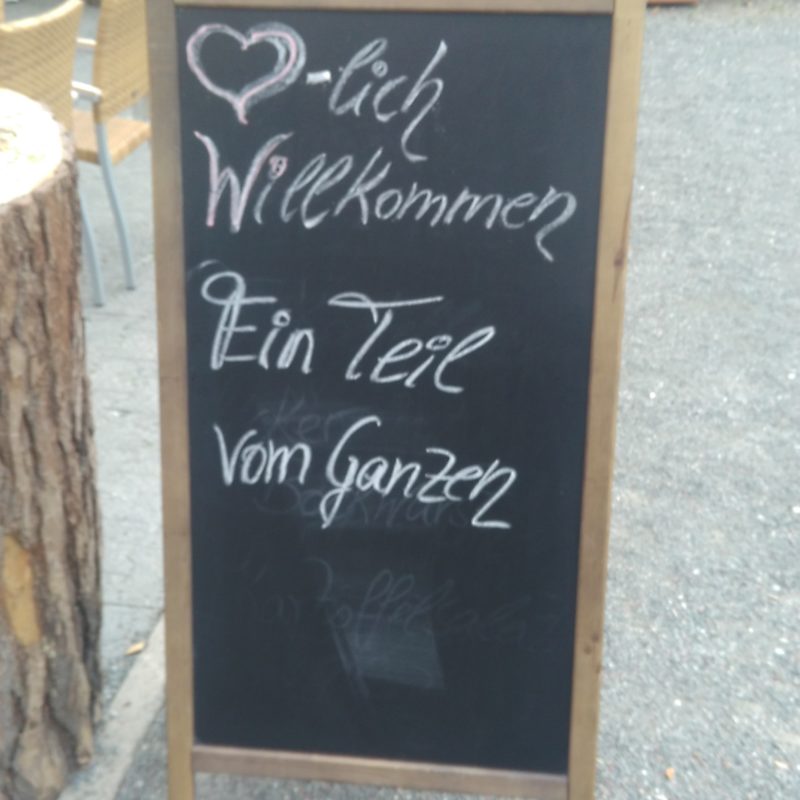 ♡-lich
Willkommen
Ein Teil
vom Ganzen